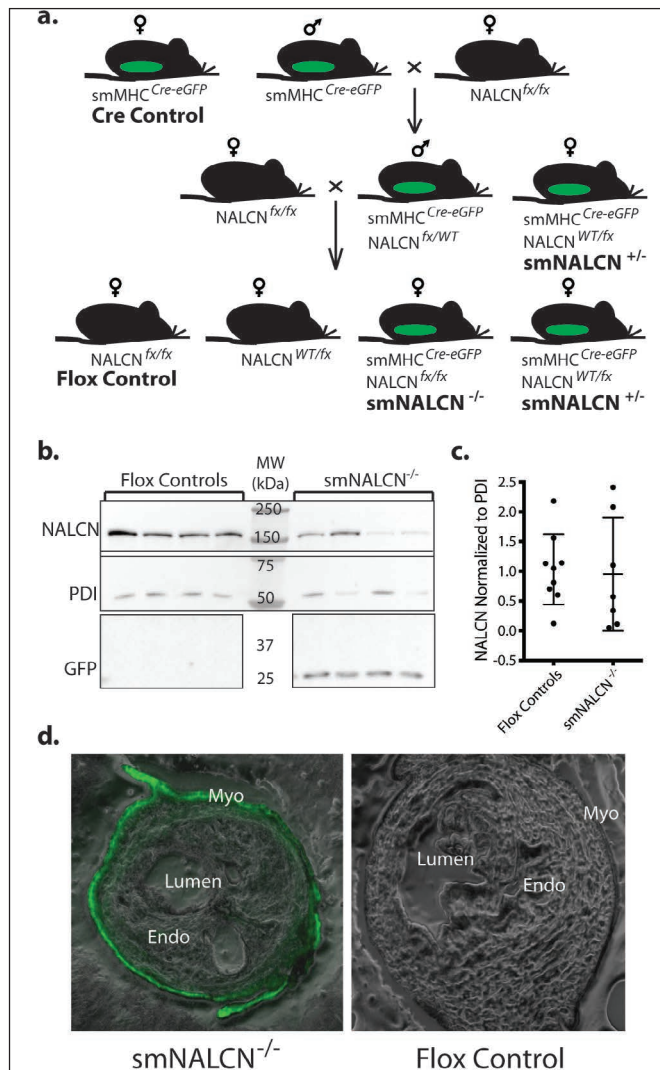 a.
♀ ♂ ♀
×
smMHC^Cre-eGFP smMHC^Cre-eGFP NALCN^fx/fx
Cre Control
♀ ♂ ♀
×
NALCN^fx/fx smMHC^Cre-eGFP smMHC^Cre-eGFP
NALCN^fx/WT NALCN^WT/fx
smNALCN^+/-
♀ ♀ ♀ ♀
NALCN^fx/fx NALCN^WT/fx smMHC^Cre-eGFP smMHC^Cre-eGFP
Flox Control NALCN^fx/fx NALCN^WT/fx
smNALCN^-/- smNALCN^+/-
b.
Flox Controls MW (kDa) smNALCN^-/-
NALCN 250
150
PDI 75
50
GFP 37
25
c.
NALCN Normalized to PDI
2.5
2.0
1.5
1.0
0.5
0.0
-0.5
Flox Controls
smNALCN^-/-
d.
Myo Myo
Lumen Lumen
Endo Endo
smNALCN^-/- Flox Control